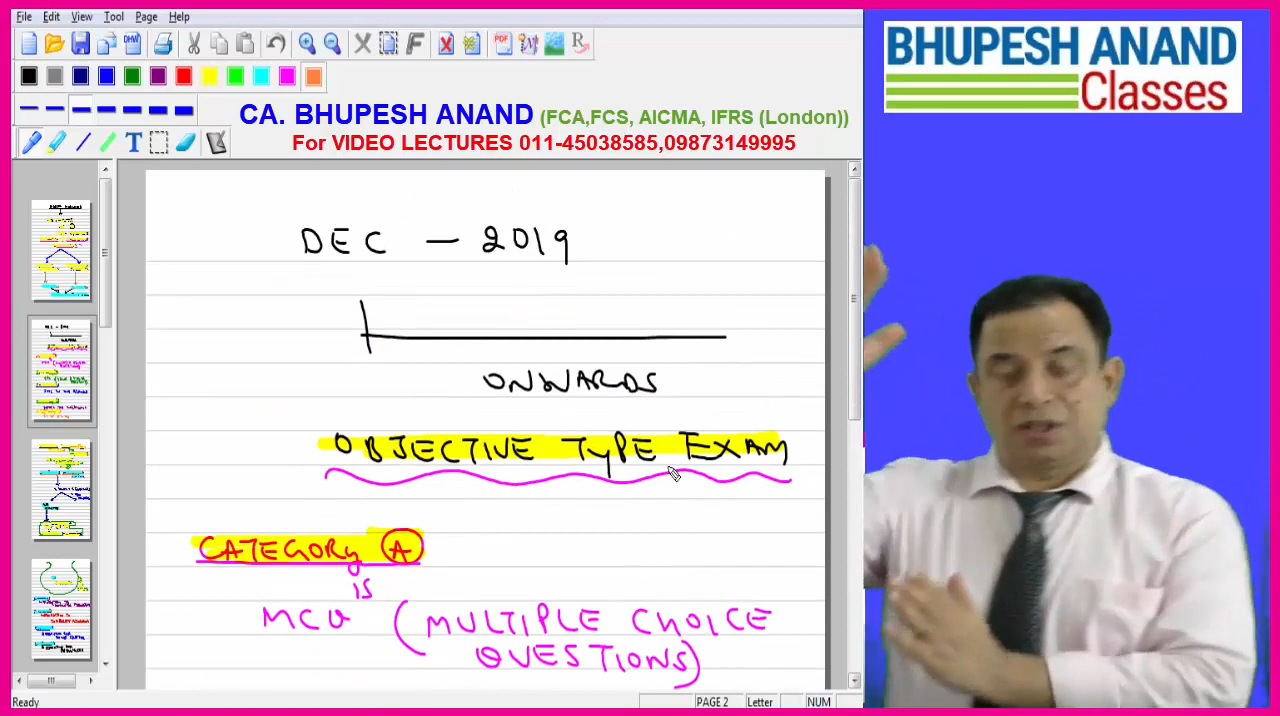 File Edit View Tool Page Help
BHUPESH ANAND
Classes
CA. BHUPESH ANAND (FCA,FCS, AICMA, IFRS (London))
For VIDEO LECTURES 011-45038585,09873149995
DEC — 2019
ONWARDS
OBJECTIVE TYPE EXAM
CATEGORY A
is
MCQ (MULTIPLE CHOICE
QUESTIONS)
Ready
PAGE 2 Letter NUM